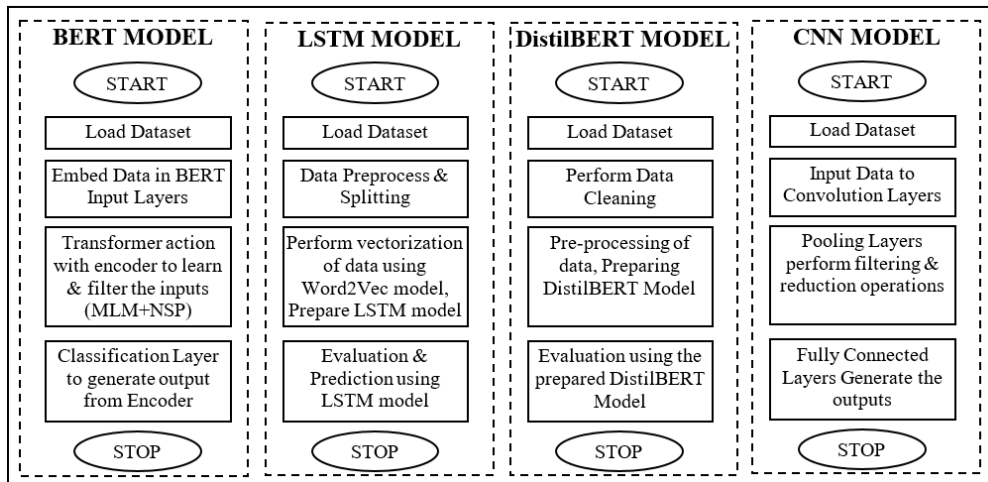 BERT MODEL
START
Load Dataset
Embed Data in BERT
Input Layers
Transformer action
with encoder to learn
& filter the inputs
(MLM+NSP)
Classification Layer
to generate output
from Encoder
STOP
LSTM MODEL
START
Load Dataset
Data Preprocess &
Splitting
Perform vectorization
of data using
Word2Vec model,
Prepare LSTM model
Evaluation &
Prediction using
LSTM model
STOP
DistilBERT MODEL
START
Load Dataset
Perform Data
Cleaning
Pre-processing of
data, Preparing
DistilBERT Model
Evaluation using the
prepared DistilBERT
Model
STOP
CNN MODEL
START
Load Dataset
Input Data to
Convolution Layers
Pooling Layers
perform filtering &
reduction operations
Fully Connected
Layers Generate the
outputs
STOP